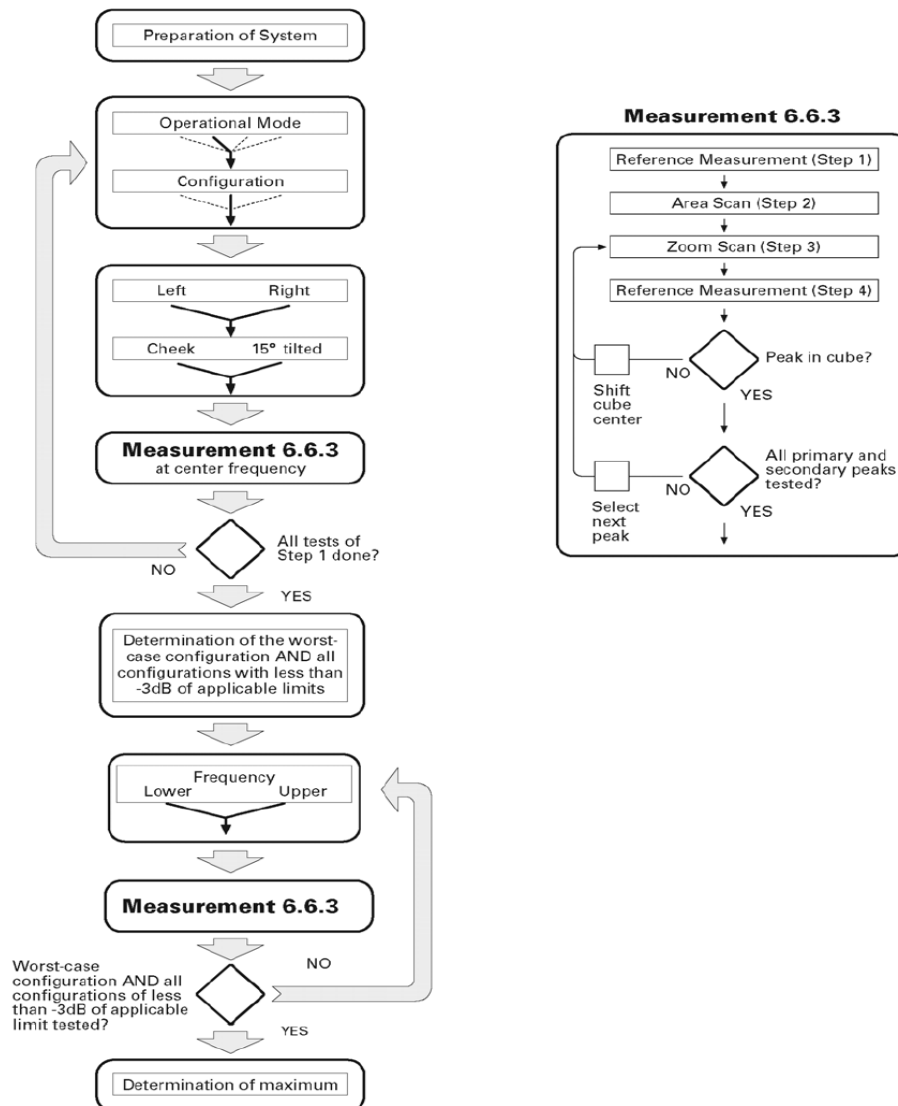 Preparation of System
Operational Mode
Configuration
Left Right
Cheek 15° tilted
Measurement 6.6.3
at center frequency
All tests of
Step 1 done?
NO
YES
Determination of the worst-
case configuration AND all
configurations with less than
-3dB of applicable limits
Frequency
Lower Upper
Measurement 6.6.3
Worst-case
configuration AND all
configurations of less
than -3dB of applicable
limit tested?
NO
YES
Determination of maximum
Measurement 6.6.3
Reference Measurement (Step 1)
Area Scan (Step 2)
Zoom Scan (Step 3)
Reference Measurement (Step 4)
Peak in cube?
NO
YES
Shift
cube
center
All primary and
secondary peaks
tested?
NO
YES
Select
next
peak